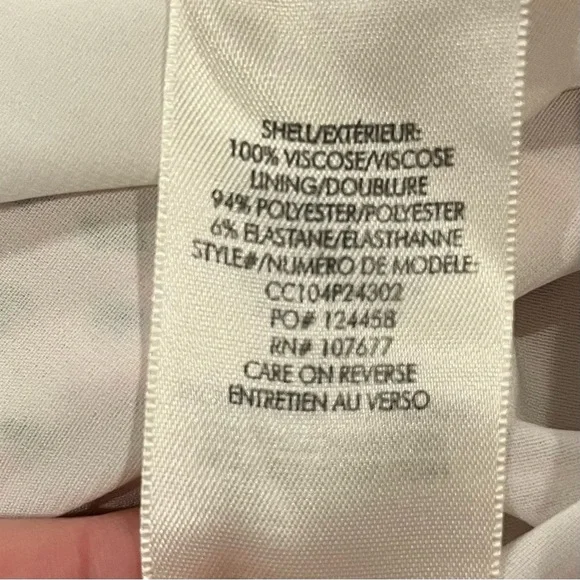 SHELL/EXTÉRIEUR:
100% VISCOSE/VISCOSE
LINING/DOUBLURE
94% POLYESTER/POLYESTER
6% ELASTANE/ELASTHANNE
STYLE#/NUMERO DE MODELE:
CC104P24302
PO# 124458
RN# 107677
CARE ON REVERSE
ENTRETIEN AU VERSO